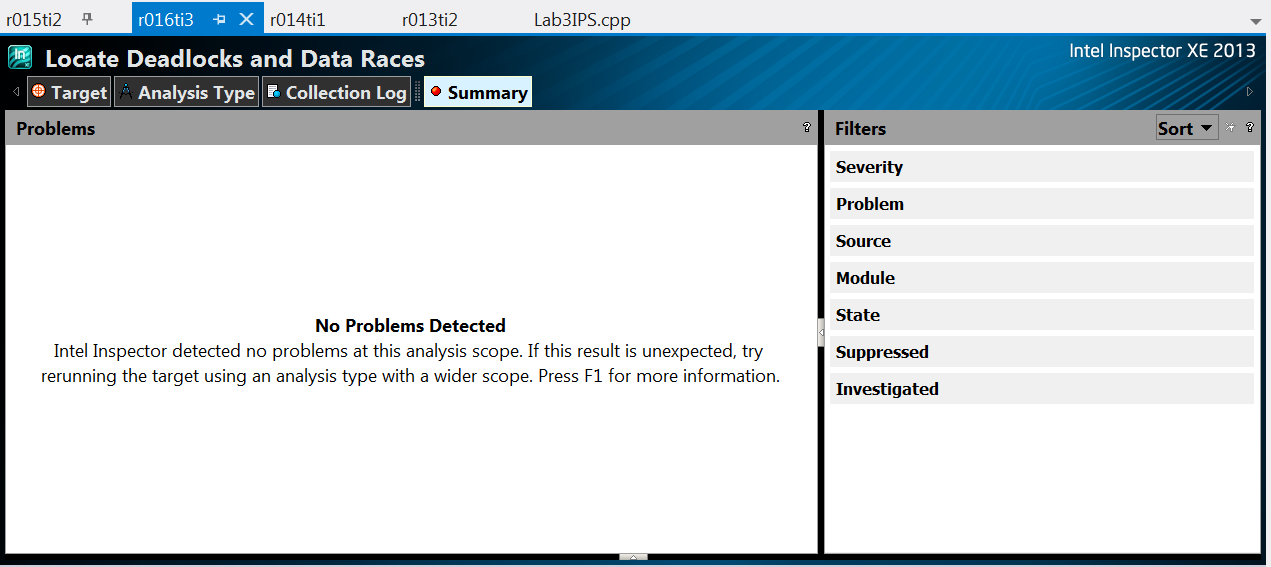 r015ti2 r016ti3 r014ti1 r013ti2 Lab3IPS.cpp
Locate Deadlocks and Data Races
Intel Inspector XE 2013
Target Analysis Type Collection Log Summary
Problems ?
No Problems Detected
Intel Inspector detected no problems at this analysis scope. If this result is unexpected, try
rerunning the target using an analysis type with a wider scope. Press F1 for more information.
Filters Sort ?
Severity
Problem
Source
Module
State
Suppressed
Investigated